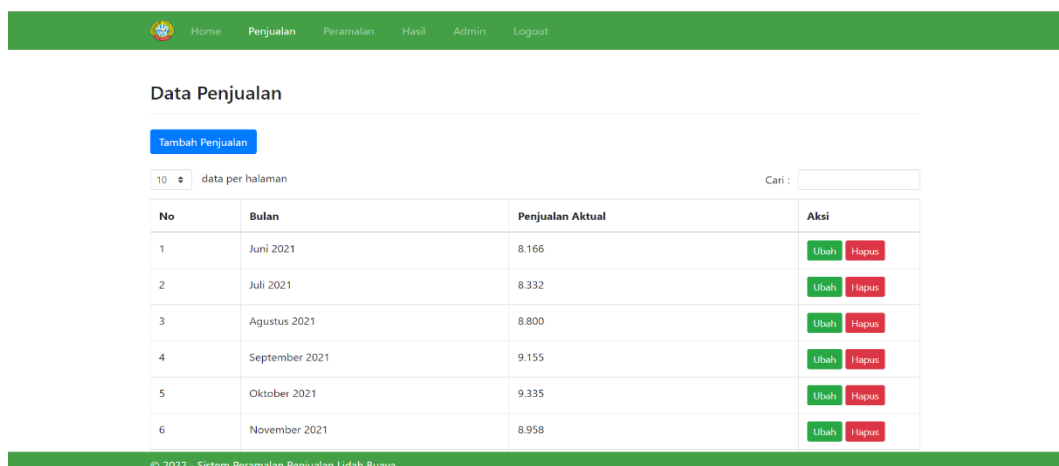 Home Penjualan Peramalan Hasil Admin Logout
Data Penjualan
Tambah Penjualan
10 data per halaman Cari :
No Bulan Penjualan Aktual Aksi
1 Juni 2021 8.166 Ubah Hapus
2 Juli 2021 8.332 Ubah Hapus
3 Agustus 2021 8.800 Ubah Hapus
4 September 2021 9.155 Ubah Hapus
5 Oktober 2021 9.335 Ubah Hapus
6 November 2021 8.958 Ubah Hapus
© 2022 - Sistem Peramalan Penjualan Lidah Buaya